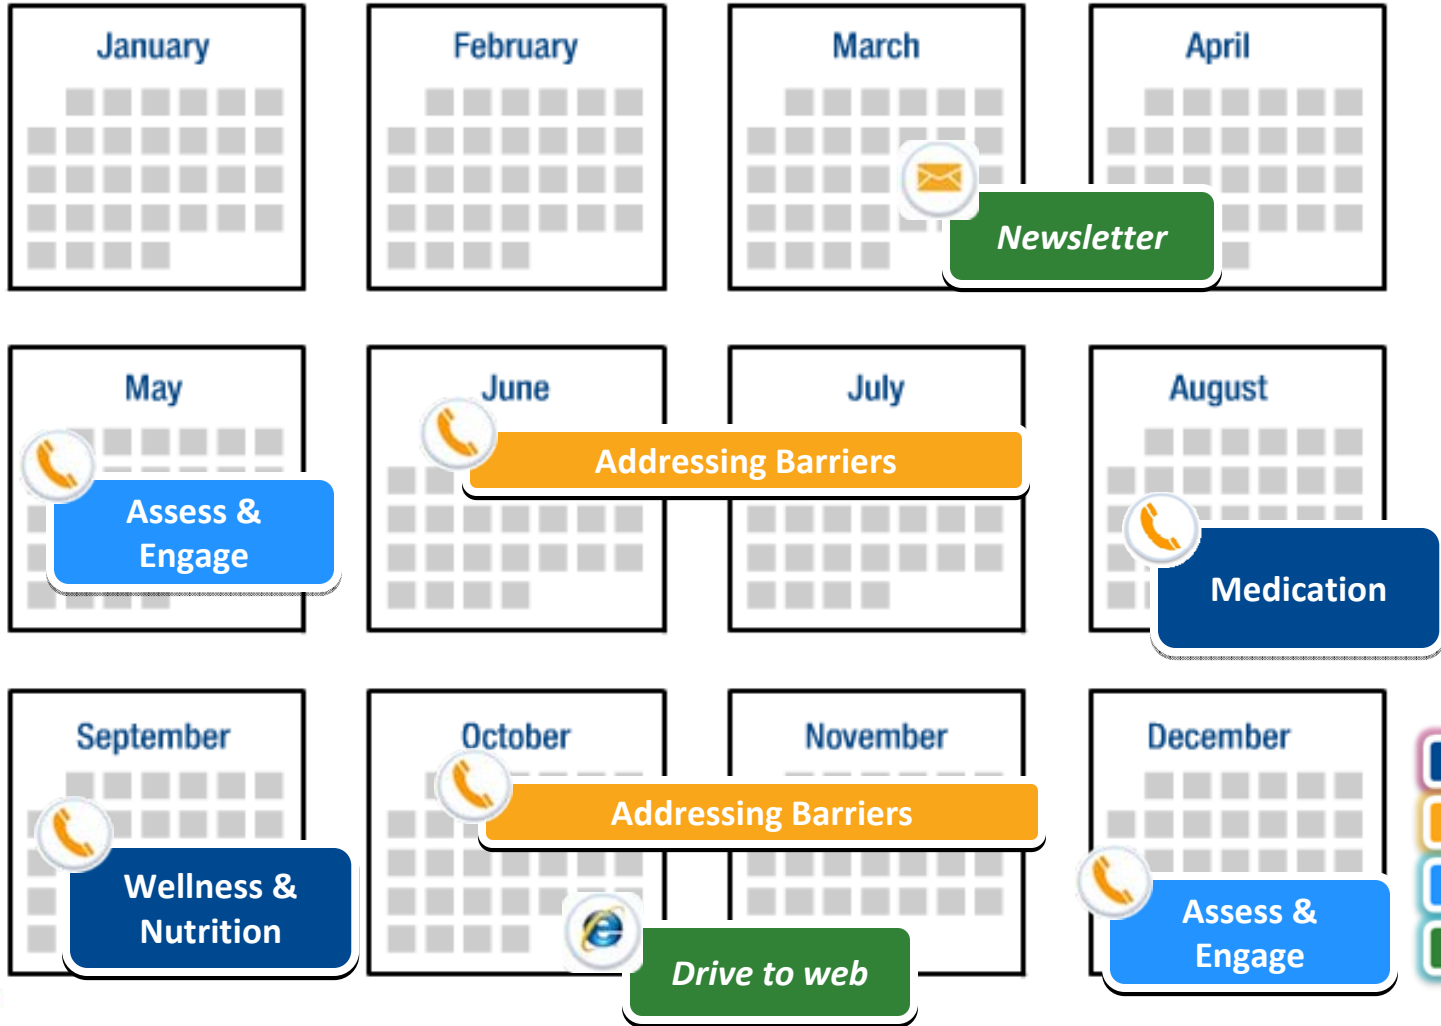 January
February
March
April
Newsletter
May
June
July
August
Addressing Barriers
Assess &
Engage
Medication
September
October
November
December
Addressing Barriers
Wellness &
Nutrition
Assess &
Engage
Drive to web